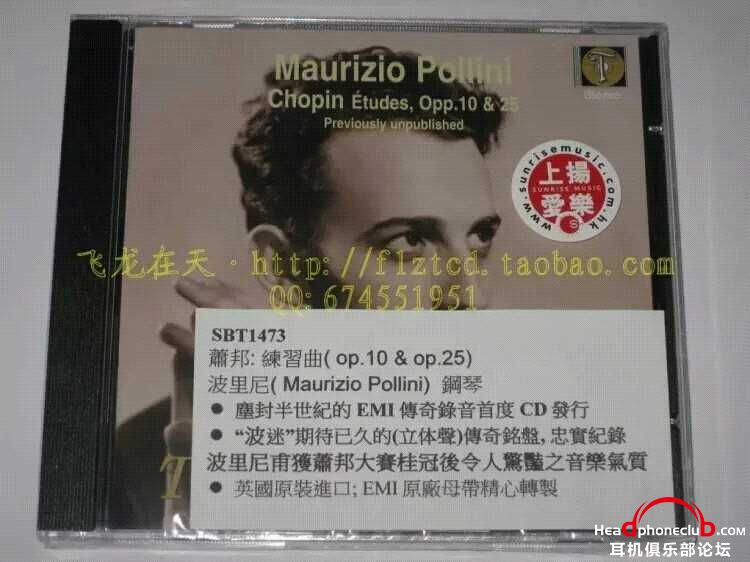 Maurizio Pollini
Chopin Études, Opp.10 & 25
Previously unpublished
Stereo
www.sunrisemusic.com.hk
上揚
SUNRISE MUSIC
愛樂
飞龙在天·http://flztcd.taobao.com
QQ:674551951
SBT1473
蕭邦: 練習曲( op.10 & op.25)
波里尼( Maurizio Pollini) 鋼琴
● 塵封半世紀的 EMI 傳奇錄音首度 CD 發行
● “波迷”期待已久的(立体聲)傳奇銘盤, 忠實紀錄
波里尼甫獲蕭邦大賽桂冠後令人驚豔之音樂氣質
● 英國原裝進口; EMI 原廠母帶精心轉製
HeadphoneclubD.com
耳机俱乐部论坛